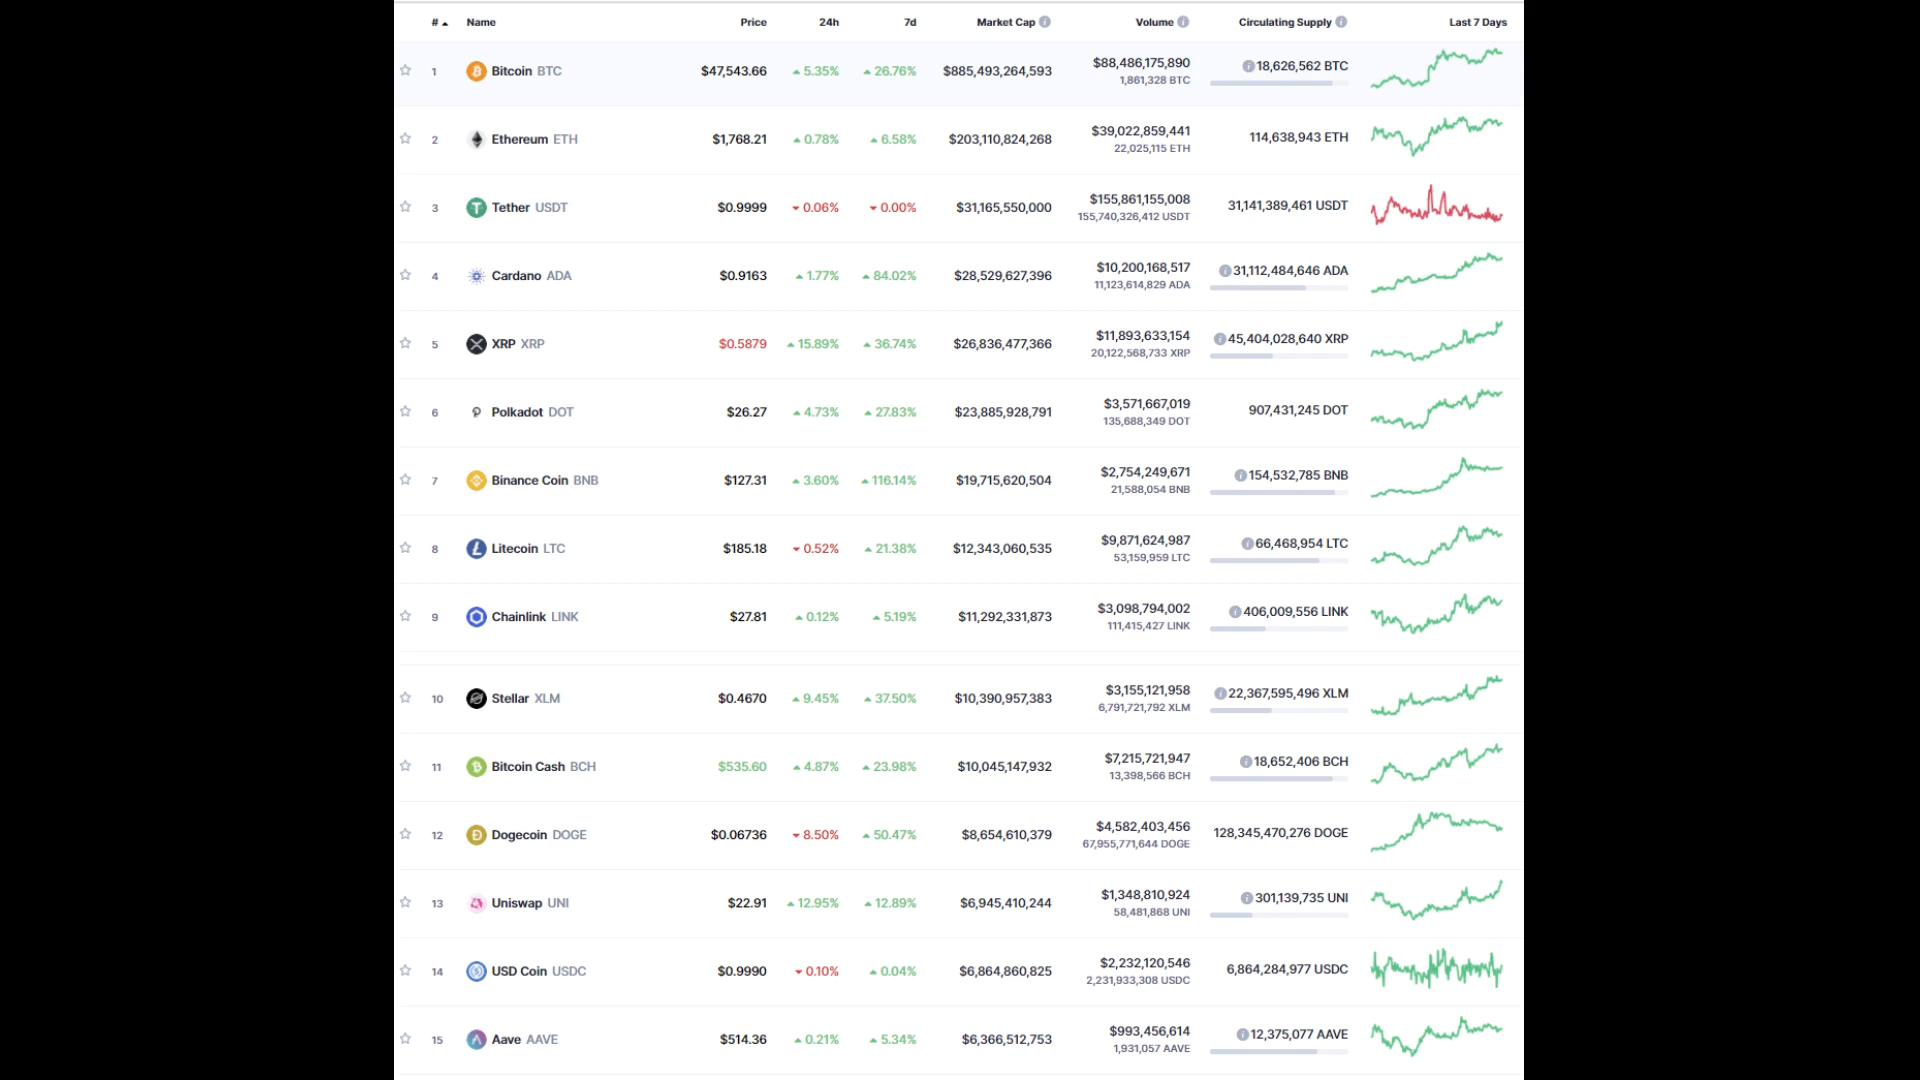 # Name Price 24h 7d Market Cap Volume Circulating Supply Last 7 Days
1 Bitcoin BTC $47,543.66 5.35% 26.76% $885,493,264,593 $88,486,175,890 18,626,562 BTC
1,861,328 BTC
2 Ethereum ETH $1,768.21 0.78% 6.58% $203,110,824,268 $39,022,859,441 114,638,943 ETH
22,025,115 ETH
3 Tether USDT $0.9999 0.06% 0.00% $31,165,550,000 $155,861,155,008 31,141,389,461 USDT
155,740,326,412 USDT
4 Cardano ADA $0.9163 1.77% 84.02% $28,529,627,396 $10,200,168,517 31,112,484,646 ADA
11,123,614,829 ADA
5 XRP XRP $0.5879 15.89% 36.74% $26,836,477,366 $11,893,633,154 45,404,028,640 XRP
20,122,568,733 XRP
6 Polkadot DOT $26.27 4.73% 27.83% $23,885,928,791 $3,571,667,019 907,431,245 DOT
135,688,349 DOT
7 Binance Coin BNB $127.31 3.60% 116.14% $19,715,620,504 $2,754,249,671 154,532,785 BNB
21,588,054 BNB
8 Litecoin LTC $185.18 0.52% 21.38% $12,343,060,535 $9,871,624,987 66,468,954 LTC
53,159,959 LTC
9 Chainlink LINK $27.81 0.12% 5.19% $11,292,331,873 $3,098,794,002 406,009,556 LINK
111,415,427 LINK
10 Stellar XLM $0.4670 9.45% 37.50% $10,390,957,383 $3,155,121,958 22,367,595,496 XLM
6,791,721,792 XLM
11 Bitcoin Cash BCH $535.60 4.87% 23.98% $10,045,147,932 $7,215,721,947 18,652,406 BCH
13,398,566 BCH
12 Dogecoin DOGE $0.06736 8.50% 50.47% $8,654,610,379 $4,582,403,456 128,345,470,276 DOGE
67,955,771,644 DOGE
13 Uniswap UNI $22.91 12.95% 12.89% $6,945,410,244 $1,348,810,924 301,139,735 UNI
58,481,868 UNI
14 USD Coin USDC $0.9990 0.10% 0.04% $6,864,860,825 $2,232,120,546 6,864,284,977 USDC
2,231,933,308 USDC
15 Aave AAVE $514.36 0.21% 5.34% $6,366,512,753 $993,456,614 12,375,077 AAVE
1,931,057 AAVE